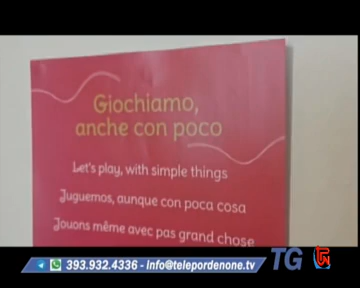 Giochiamo,
anche con poco
Let's play, with simple things
Juguemos, aunque con poca cosa
Jouons même avec pas grand chose
393.932.4336 - info@telepordenone.tv
TG